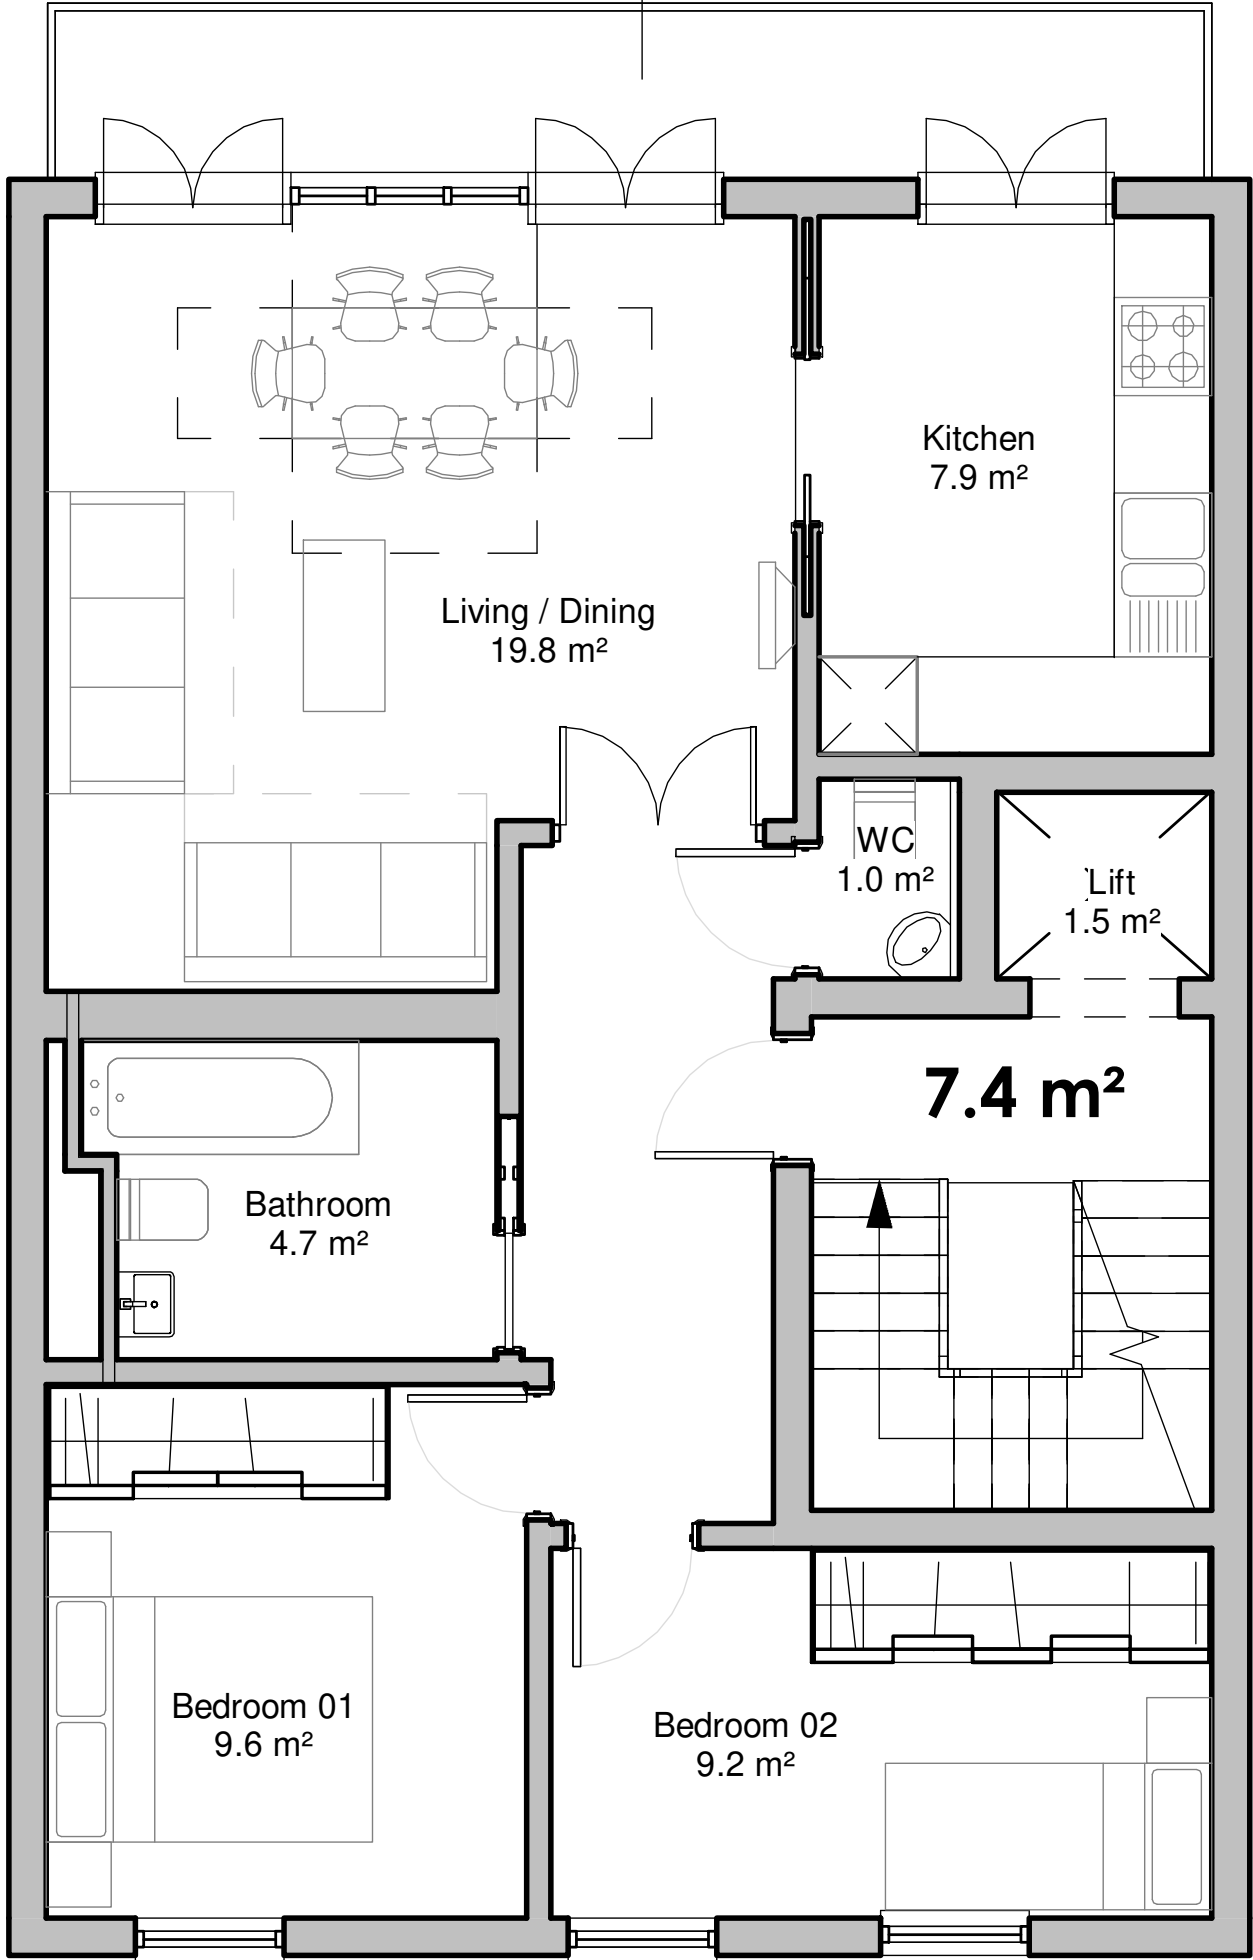 Kitchen
7.9 m²
Living / Dining
19.8 m²
WC
1.0 m²
Lift
1.5 m²
7.4 m²
Bathroom
4.7 m²
Bedroom 01
9.6 m²
Bedroom 02
9.2 m²